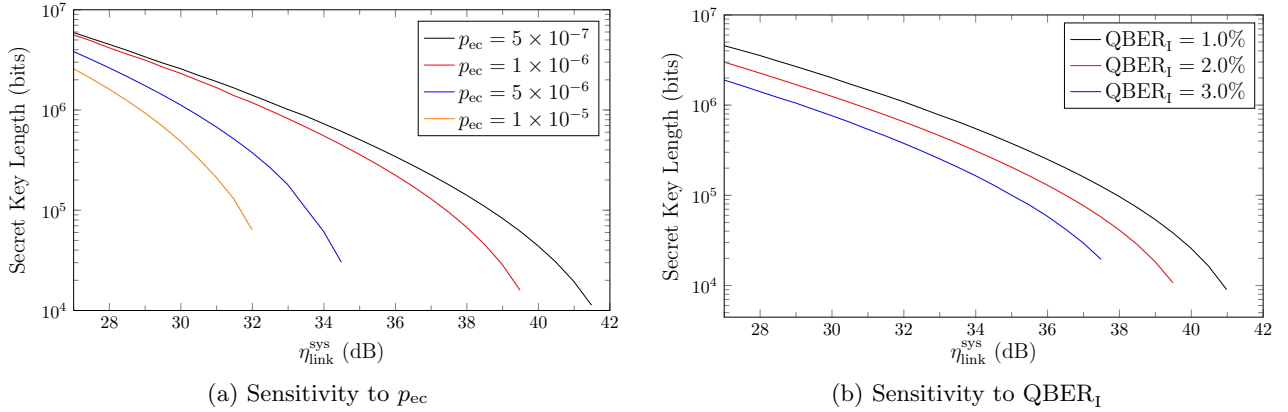 10^7
10^6
10^5
10^4
Secret Key Length (bits)
28 30 32 34 36 38 40 42
η_link^sys (dB)
p_ec = 5 × 10^−7
p_ec = 1 × 10^−6
p_ec = 5 × 10^−6
p_ec = 1 × 10^−5
(a) Sensitivity to p_ec
10^7
10^6
10^5
10^4
Secret Key Length (bits)
28 30 32 34 36 38 40 42
η_link^sys (dB)
QBER_I = 1.0%
QBER_I = 2.0%
QBER_I = 3.0%
(b) Sensitivity to QBER_I